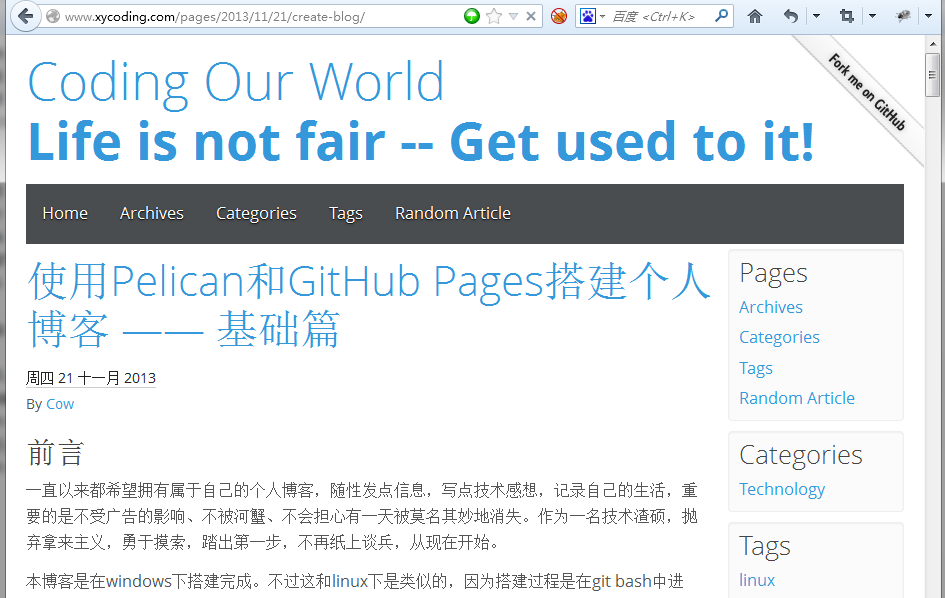 www.xycoding.com/pages/2013/11/21/create-blog/
百度 <Ctrl+K>
Coding Our World
Life is not fair -- Get used to it!
Fork me on GitHub
Home Archives Categories Tags Random Article
使用Pelican和GitHub Pages搭建个人
博客 —— 基础篇
周四 21 十一月 2013
By Cow
前言
一直以来都希望拥有属于自己的个人博客，随性发点信息，写点技术感想，记录自己的生活，重
要的是不受广告的影响、不被河蟹、不会担心有一天被莫名其妙地消失。作为一名技术渣硕，抛
弃拿来主义，勇于摸索，踏出第一步，不再纸上谈兵，从现在开始。
本博客是在windows下搭建完成。不过这和linux下是类似的，因为搭建过程是在git bash中进
Pages
Archives
Categories
Tags
Random Article
Categories
Technology
Tags
linux